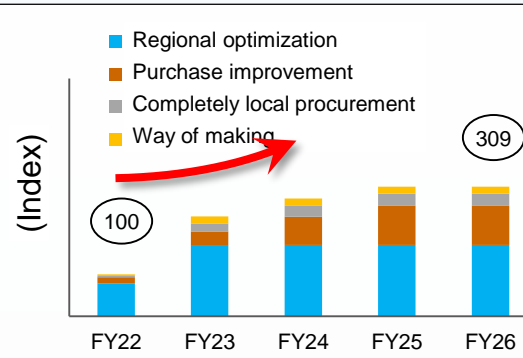 Regional optimization
Purchase improvement
Completely local procurement
Way of making
(Index)
100
309
FY22 FY23 FY24 FY25 FY26